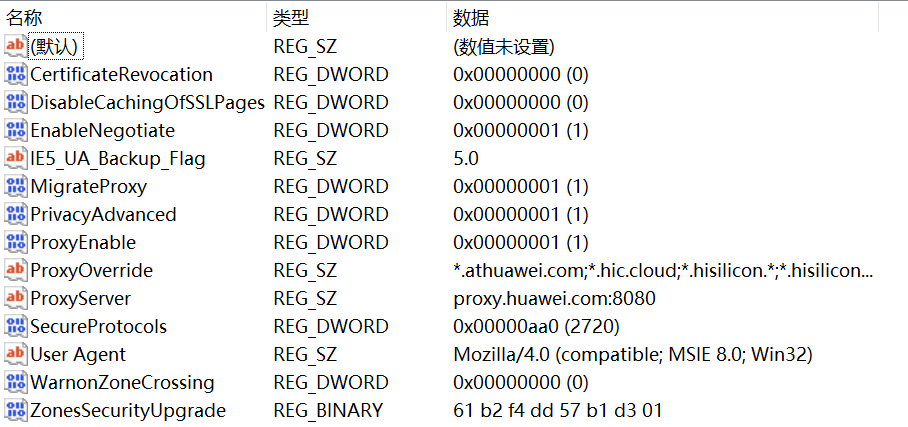 名称 类型 数据
(默认) REG_SZ (数值未设置)
CertificateRevocation REG_DWORD 0x00000000 (0)
DisableCachingOfSSLPages REG_DWORD 0x00000000 (0)
EnableNegotiate REG_DWORD 0x00000001 (1)
IE5_UA_Backup_Flag REG_SZ 5.0
MigrateProxy REG_DWORD 0x00000001 (1)
PrivacyAdvanced REG_DWORD 0x00000001 (1)
ProxyEnable REG_DWORD 0x00000001 (1)
ProxyOverride REG_SZ *.athuawei.com;*.hic.cloud;*.hisilicon.*;*.hisilicon...
ProxyServer REG_SZ proxy.huawei.com:8080
SecureProtocols REG_DWORD 0x00000aa0 (2720)
User Agent REG_SZ Mozilla/4.0 (compatible; MSIE 8.0; Win32)
WarnonZoneCrossing REG_DWORD 0x00000000 (0)
ZonesSecurityUpgrade REG_BINARY 61 b2 f4 dd 57 b1 d3 01